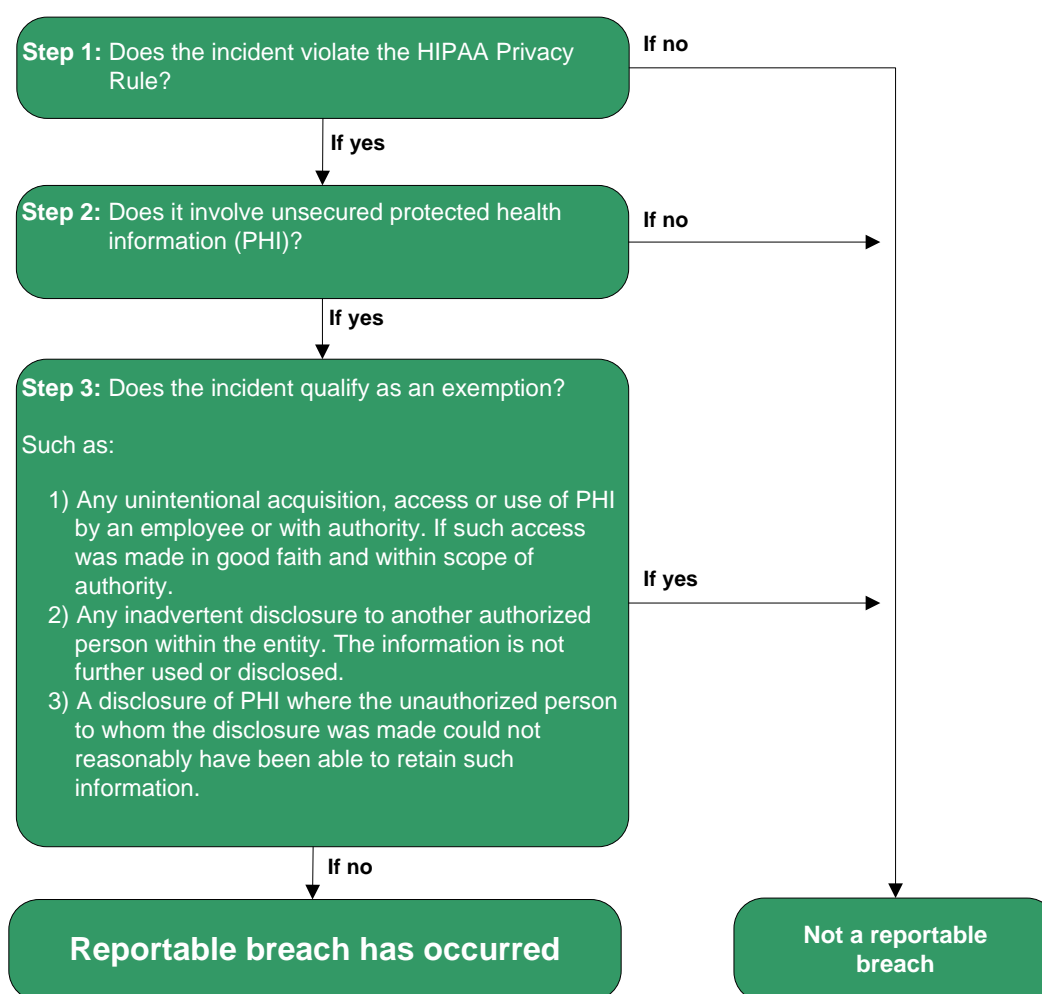 Step 1: Does the incident violate the HIPAA Privacy
Rule?
If no
If yes
Step 2: Does it involve unsecured protected health
information (PHI)?
If no
If yes
Step 3: Does the incident qualify as an exemption?
Such as:
1) Any unintentional acquisition, access or use of PHI
by an employee or with authority. If such access
was made in good faith and within scope of
authority.
2) Any inadvertent disclosure to another authorized
person within the entity. The information is not
further used or disclosed.
3) A disclosure of PHI where the unauthorized person
to whom the disclosure was made could not
reasonably have been able to retain such
information.
If yes
If no
Reportable breach has occurred
Not a reportable
breach